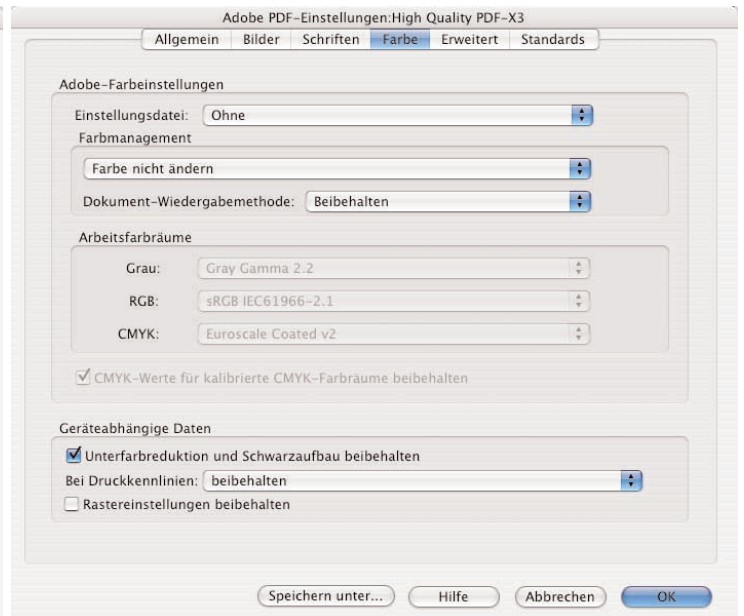 Adobe PDF-Einstellungen:High Quality PDF-X3
Allgemein Bilder Schriften Farbe Erweitert Standards
Adobe-Farbeinstellungen
Einstellungsdatei: Ohne
Farbmanagement
Farbe nicht ändern
Dokument-Wiedergabemethode: Beibehalten
Arbeitsfarbräume
Grau: Gray Gamma 2.2
RGB: sRGB IEC61966-2.1
CMYK: Euroscale Coated v2
CMYK-Werte für kalibrierte CMYK-Farbräume beibehalten
Geräteabhängige Daten
Unterfarbreduktion und Schwarzaufbau beibehalten
Bei Druckkennlinien: beibehalten
Rastereinstellungen beibehalten
Speichern unter... Hilfe Abbrechen OK